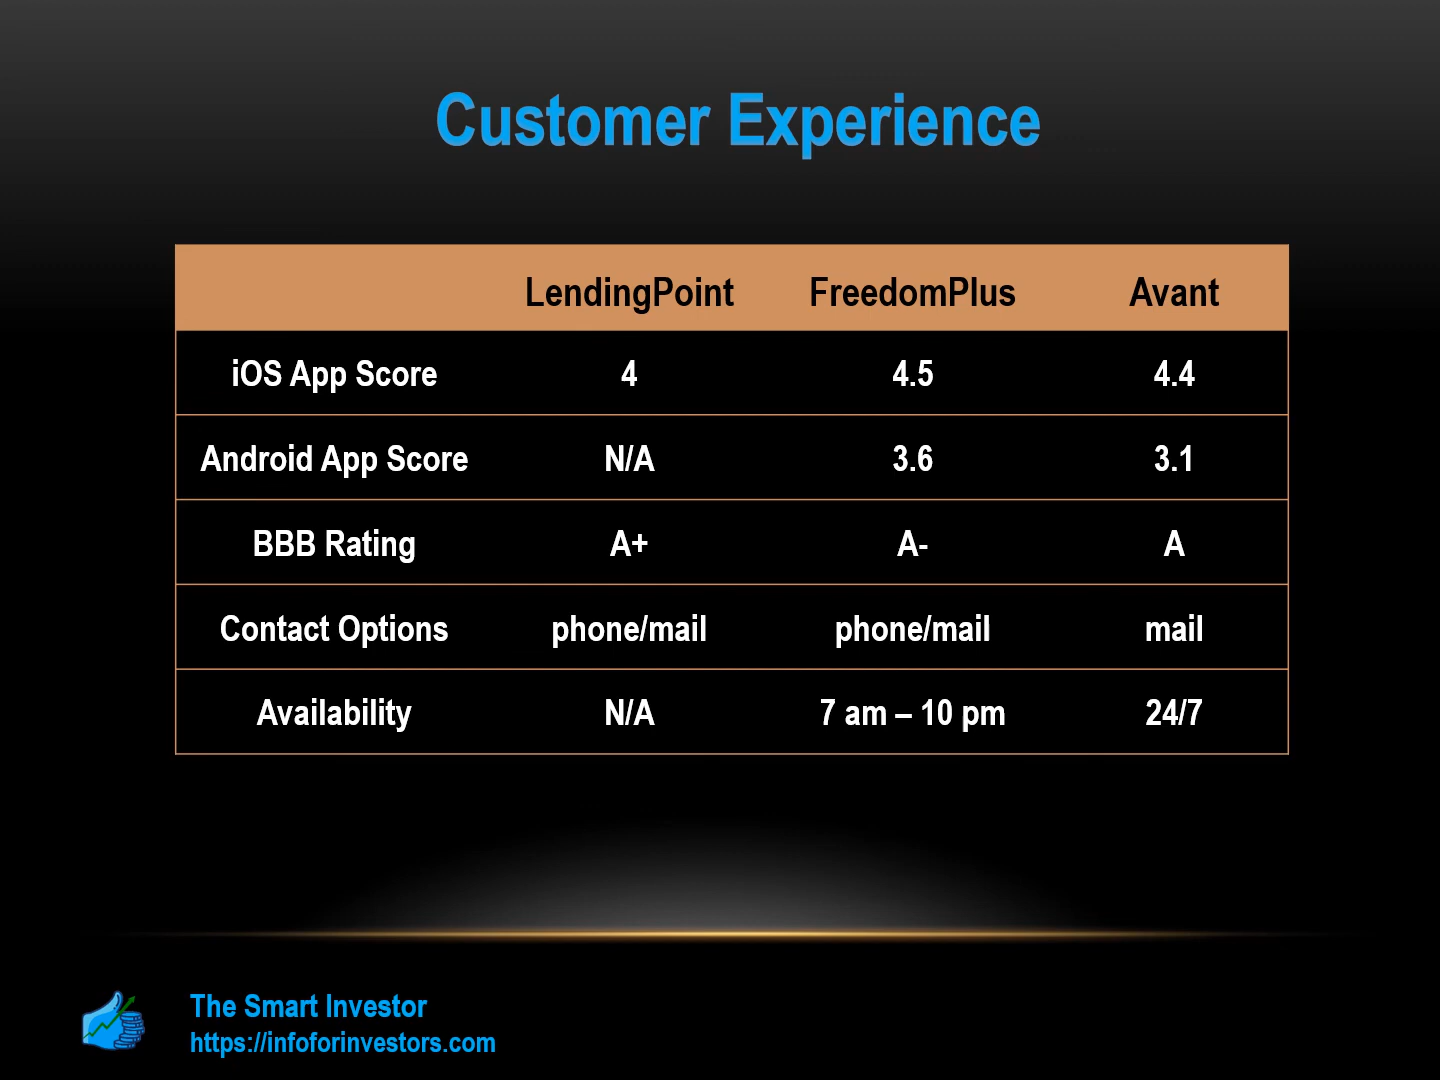 Customer Experience
LendingPoint FreedomPlus Avant
iOS App Score 4 4.5 4.4
Android App Score N/A 3.6 3.1
BBB Rating A+ A- A
Contact Options phone/mail phone/mail mail
Availability N/A 7 am – 10 pm 24/7
The Smart Investor
https://infoforinvestors.com